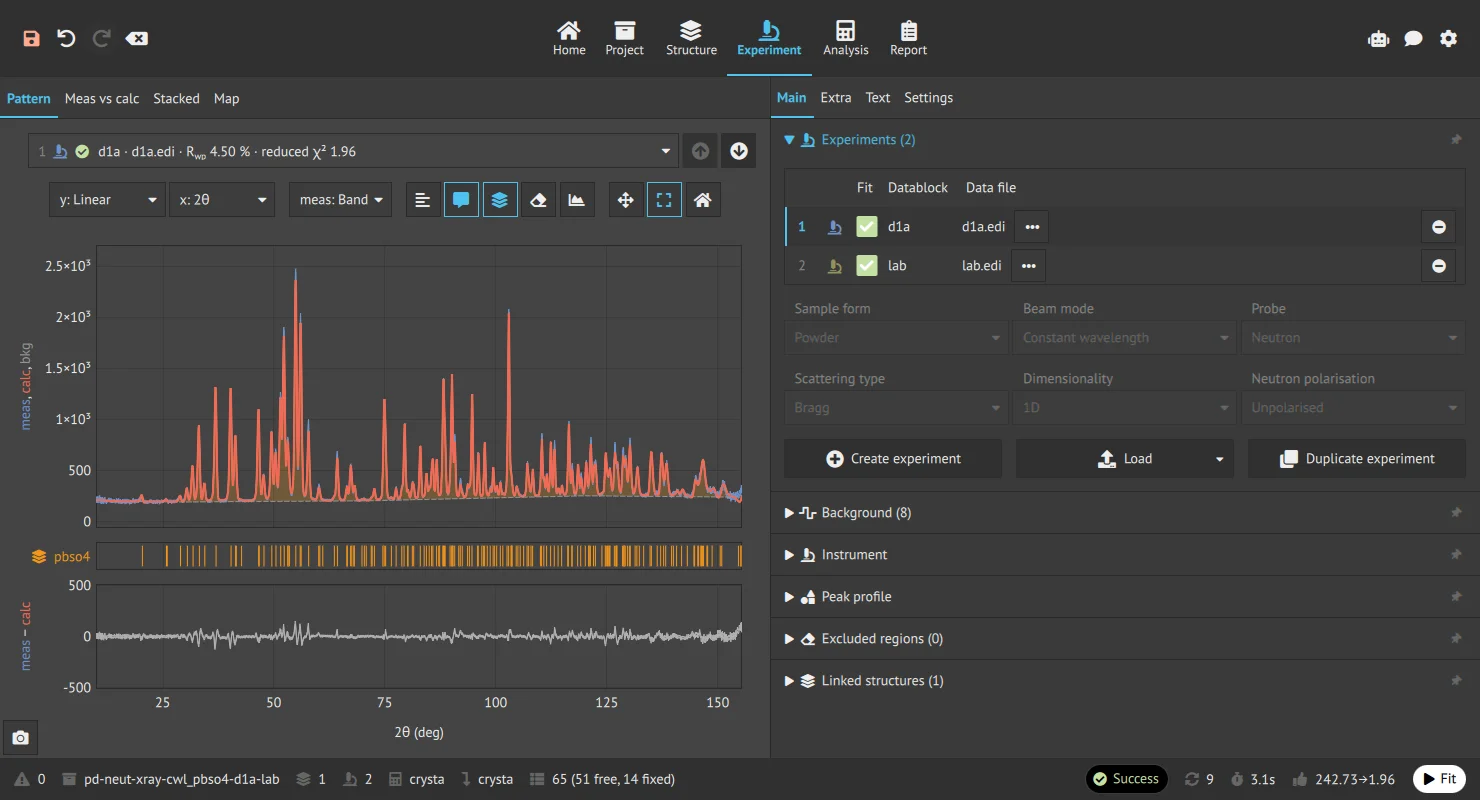 Home Project Structure Experiment Analysis Report
Pattern Meas vs calc Stacked Map
Main Extra Text Settings
1 d1a · d1a.edi · Rwp 4.50 % · reduced χ² 1.96
y: Linear x: 2θ meas: Band
2.5×10³
2×10³
1.5×10³
1×10³
500
0
meas, calc, bkg
pbso4
500
0
-500
meas − calc
25 50 75 100 125 150
2θ (deg)
Experiments (2)
Fit Datablock Data file
1 d1a d1a.edi •••
2 lab lab.edi •••
Sample form Beam mode Probe
Powder Constant wavelength Neutron
Scattering type Dimensionality Neutron polarisation
Bragg 1D Unpolarised
Create experiment Load Duplicate experiment
Background (8)
Instrument
Peak profile
Excluded regions (0)
Linked structures (1)
0 pd-neut-xray-cwl_pbso4-d1a-lab 1 2 crysta crysta 65 (51 free, 14 fixed) Success 9 3.1s 242.73→1.96 Fit